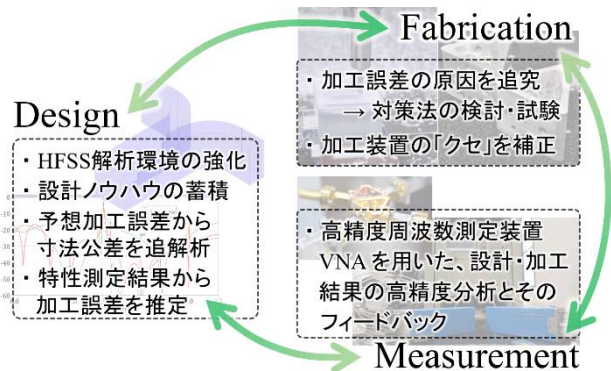 Fabrication
・加工誤差の原因を追究
→ 対策法の検討・試験
・加工装置の「クセ」を補正
Design
・HFSS解析環境の強化
・設計ノウハウの蓄積
・予想加工誤差から
寸法公差を追解析
・特性測定結果から
加工誤差を推定
・高精度周波数測定装置
VNAを用いた、設計・加工
結果の高精度分析とその
フィードバック
Measurement